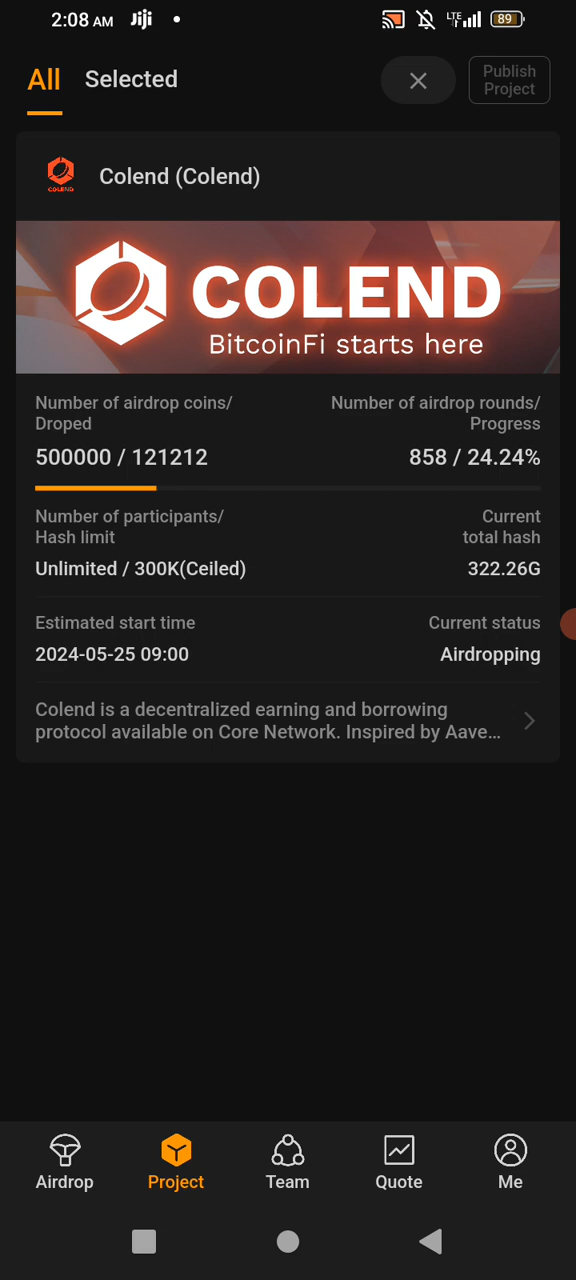 2:08 AM Jiji
LTE
89
All
Selected
Publish
Project
COLEND
Colend (Colend)
COLEND
BitcoinFi starts here
Number of airdrop coins/
Droped
Number of airdrop rounds/
Progress
500000 / 121212
858 / 24.24%
Number of participants/
Hash limit
Current
total hash
Unlimited / 300K(Ceiled)
322.26G
Estimated start time
Current status
2024-05-25 09:00
Airdropping
Colend is a decentralized earning and borrowing
protocol available on Core Network. Inspired by Aave...
Airdrop
Project
Team
Quote
Me